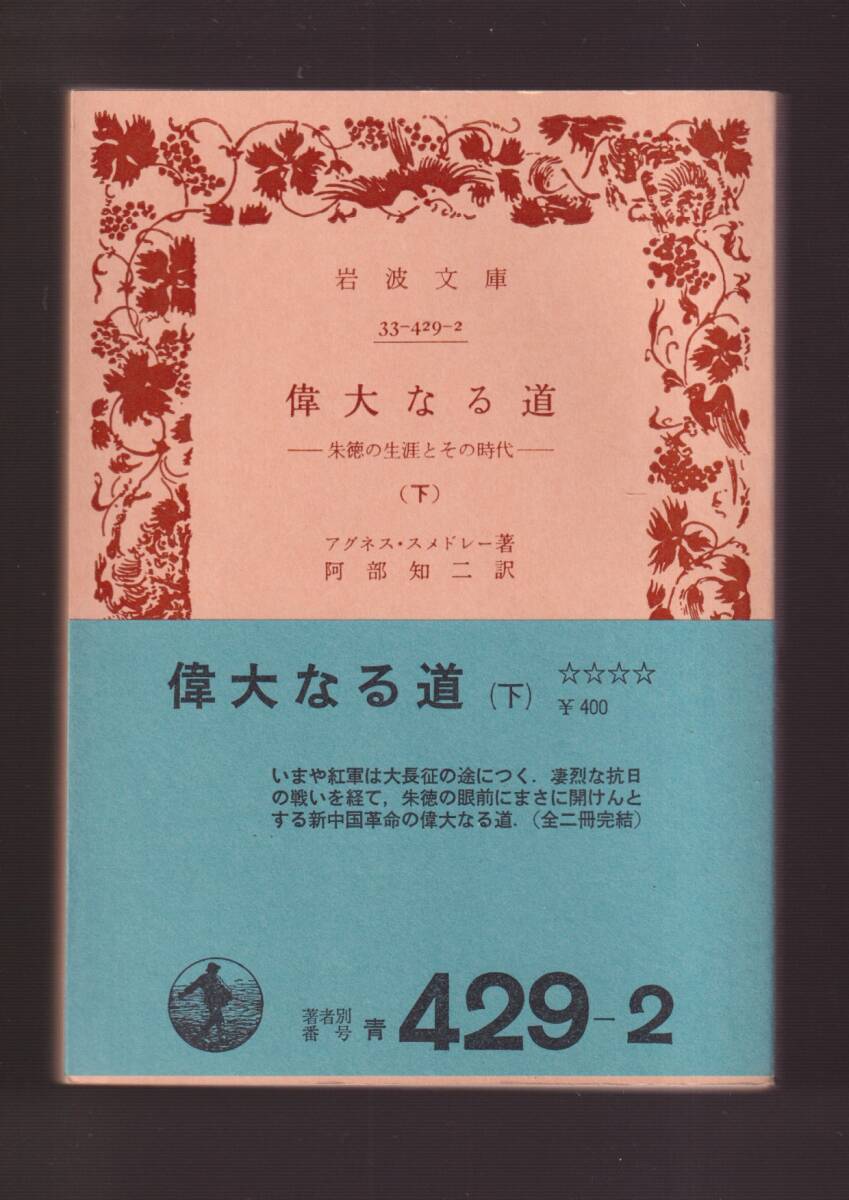 岩波文庫
33-429-2
偉大なる道
——朱徳の生涯とその時代——
(下)
アグネス・スメドレー著
阿部知二訳
偉大なる道 (下) ☆☆☆☆
¥400
いまや紅軍は大長征の途につく．凄烈な抗日
の戦いを経て，朱徳の眼前にまさに開けんと
する新中国革命の偉大なる道．(全二冊完結)
著者別
番号 青 429-2